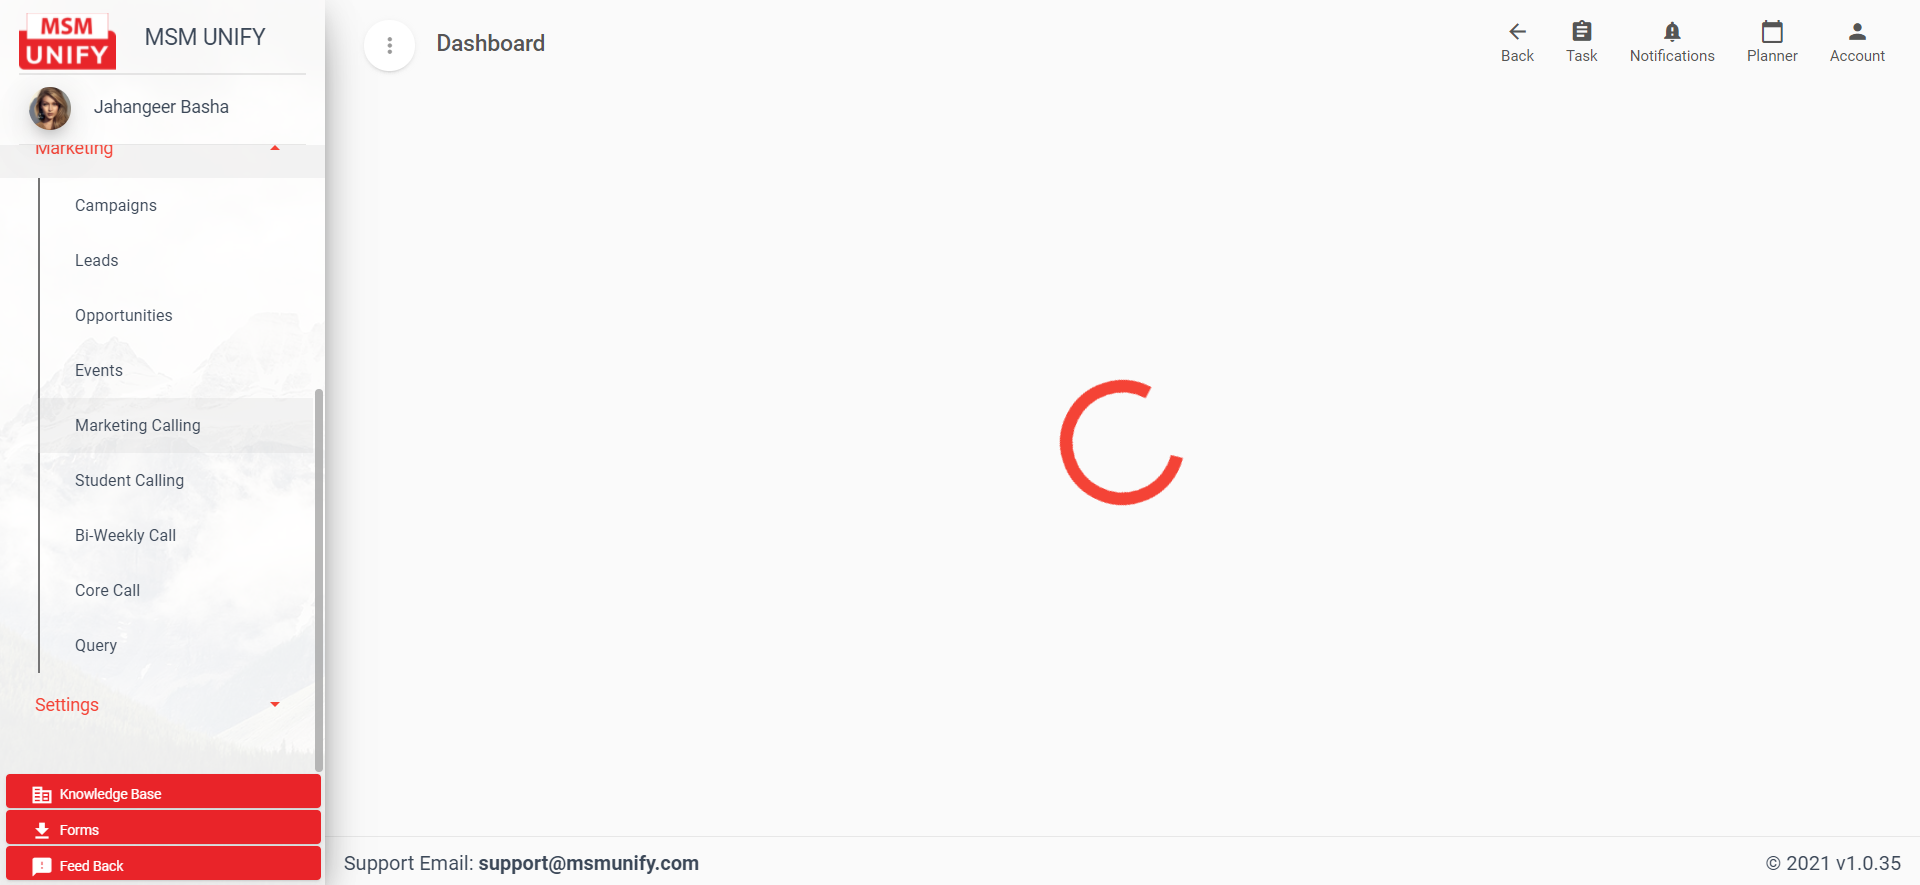 MSM
UNIFY
MSM UNIFY
Jahangeer Basha
Marketing
Campaigns
Leads
Opportunities
Events
Marketing Calling
Student Calling
Bi-Weekly Call
Core Call
Query
Settings
Knowledge Base
Forms
Feed Back
Dashboard
Back
Task
Notifications
Planner
Account
Support Email: support@msmunify.com
© 2021 v1.0.35